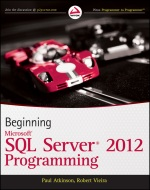 Beginning
Microsoft
SQL Server® 2012
Programming
Paul Atkinson, Robert Vieira